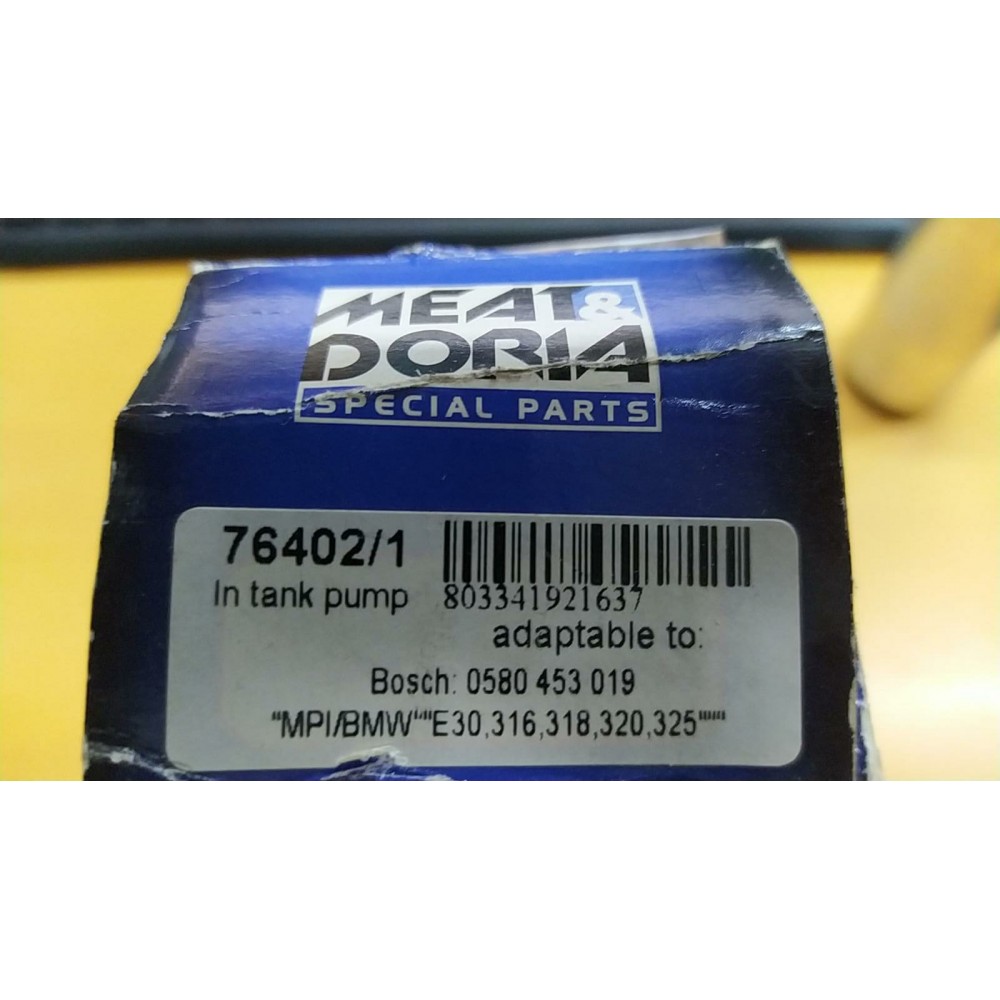 MEAT &
DORIA
SPECIAL PARTS
76402/1
In tank pump
803341921637
adaptable to:
Bosch: 0580 453 019
"MPI/BMW""E30,316,318,320,325"""